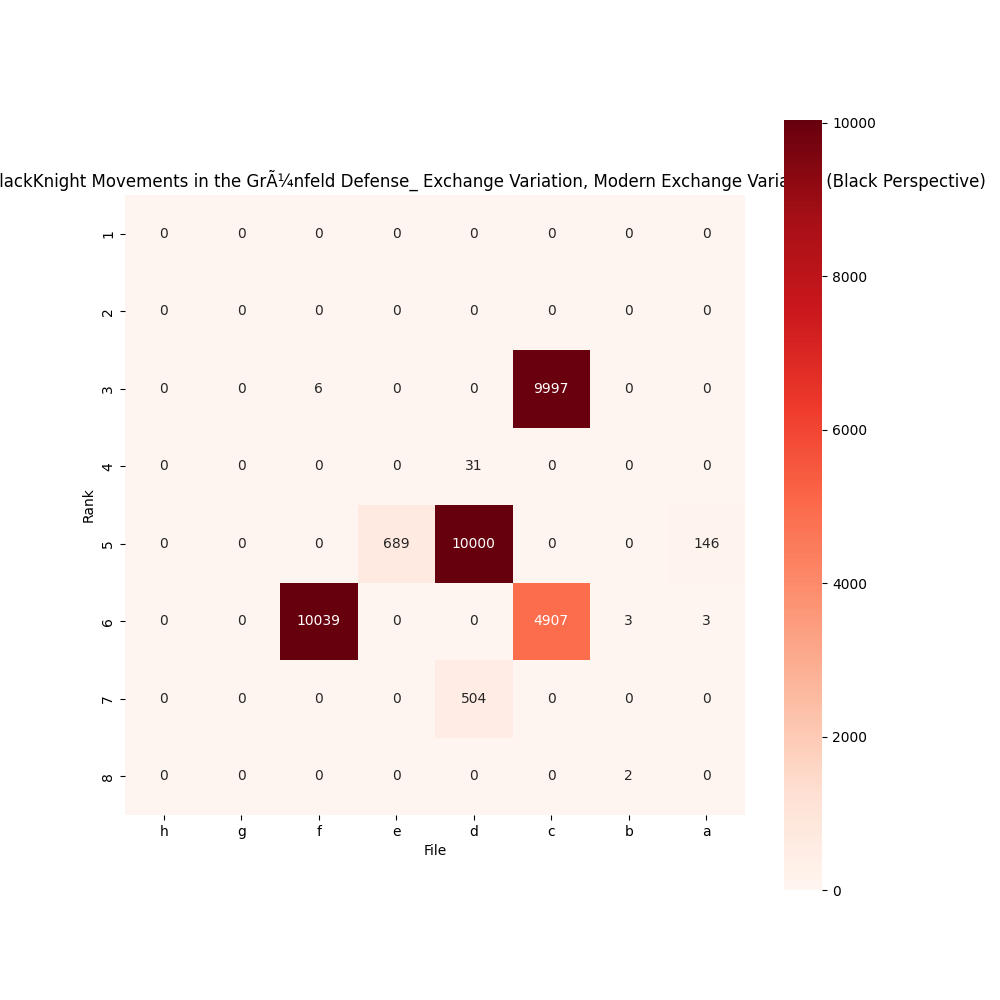 lackKnight Movements in the GrÃ¼nfeld Defense_ Exchange Variation, Modern Exchange Varia (Black Perspective)
10000
8000
6000
4000
2000
0
Rank
1 0 0 0 0 0 0 0 0
2 0 0 0 0 0 0 0 0
3 0 0 6 0 0 9997 0 0
4 0 0 0 0 31 0 0 0
5 0 0 0 689 10000 0 0 146
6 0 0 10039 0 0 4907 3 3
7 0 0 0 0 504 0 0 0
8 0 0 0 0 0 0 2 0
h g f e d c b a
File